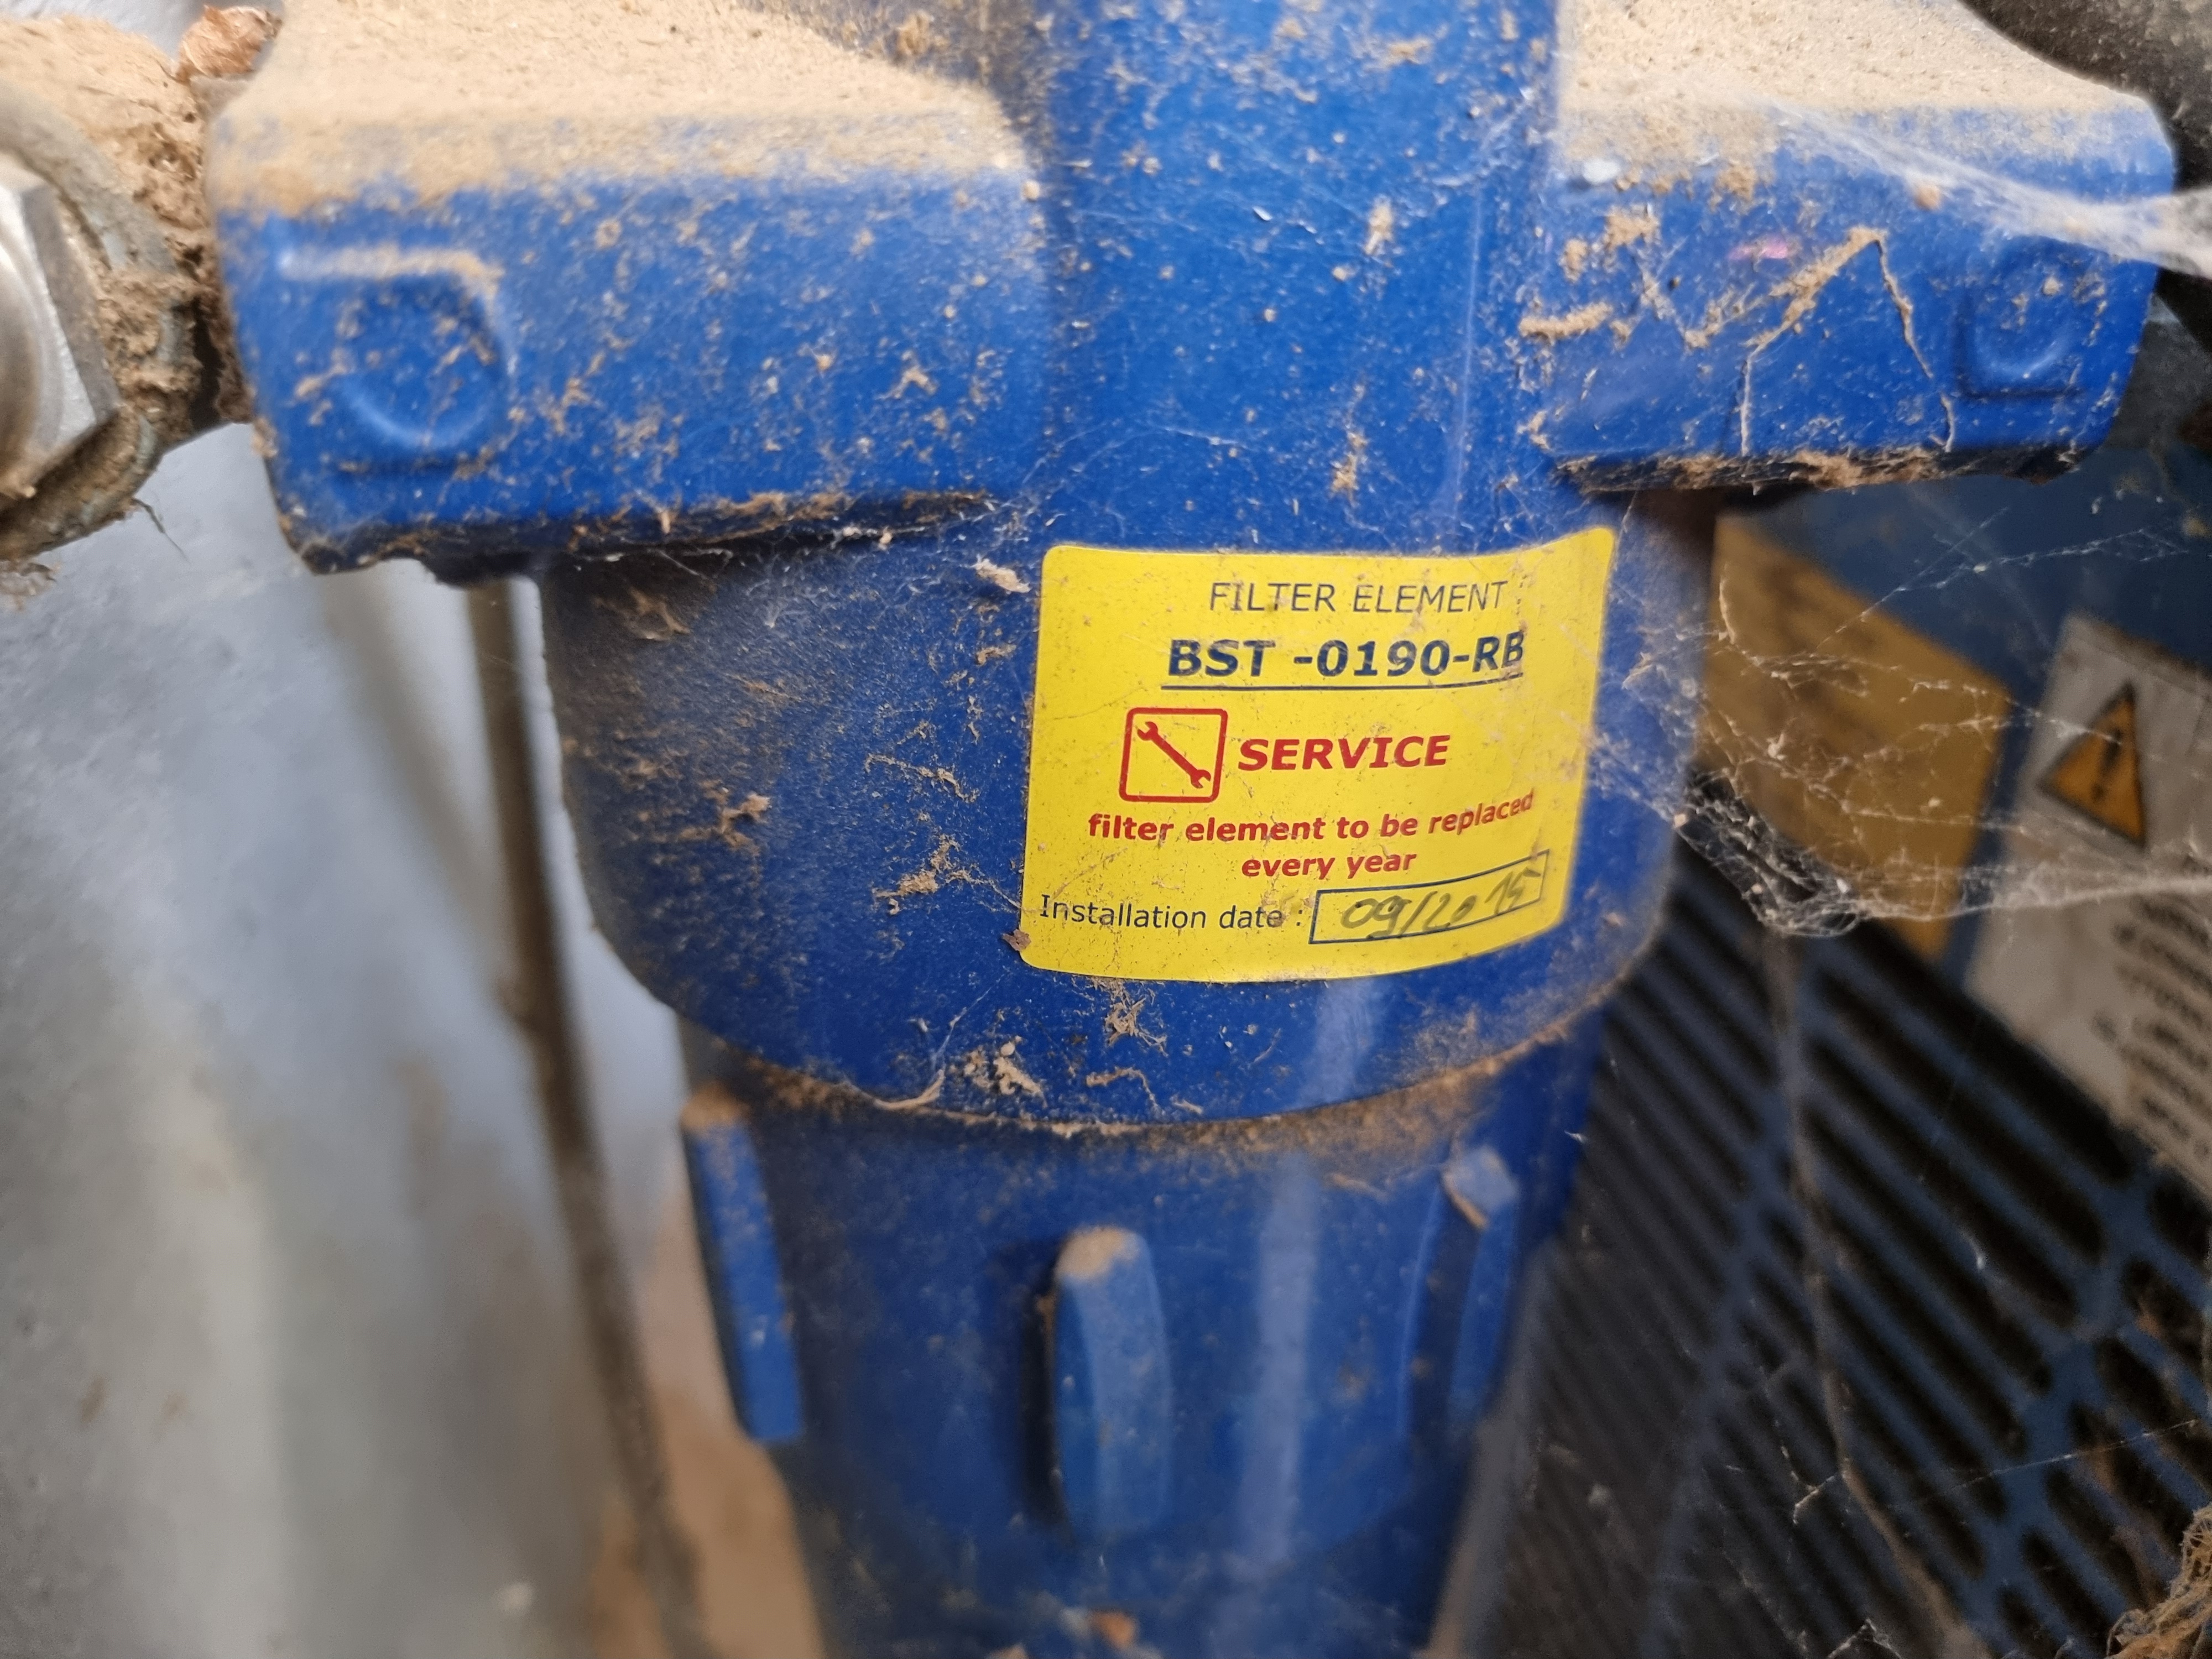 FILTER ELEMENT :
BST -0190-RB
SERVICE
filter element to be replaced
every year
Installation date : 09/2015